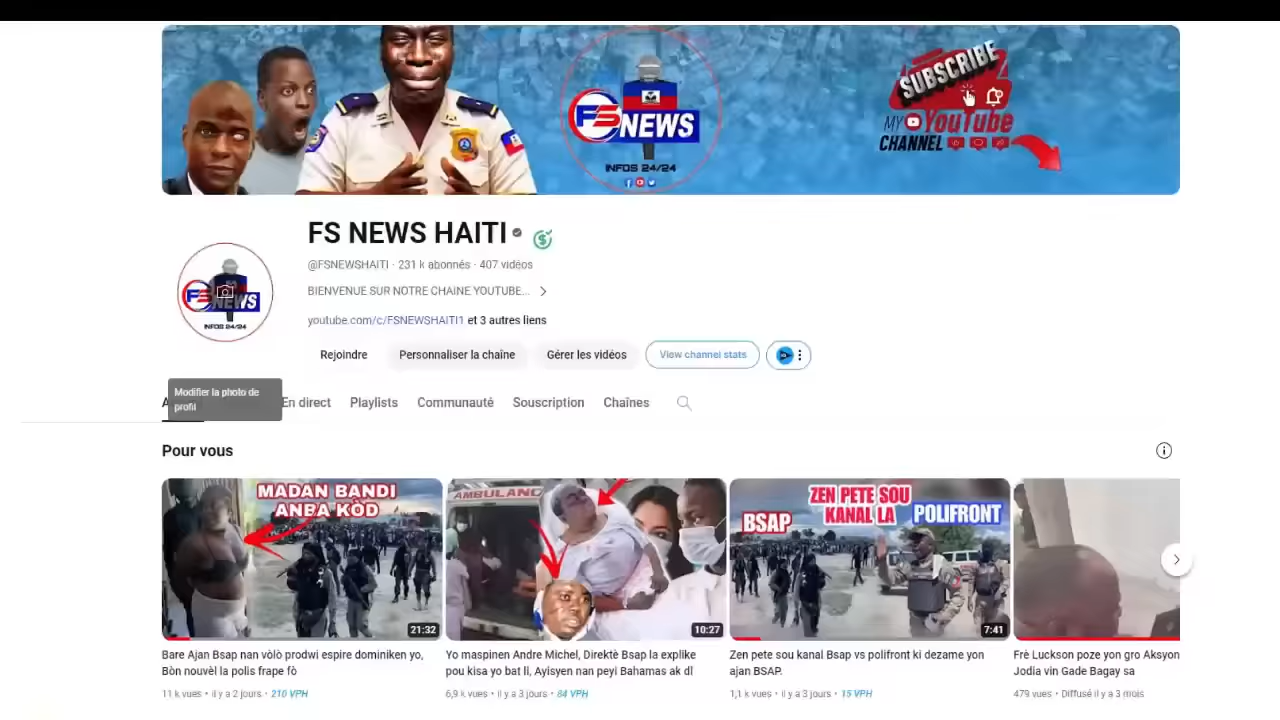 SUBSCRIBE
MY YouTube
CHANNEL
FS NEWS
INFOS 24/24
FS NEWS HAITI
@FSNEWSHAITI · 231 k abonnés · 407 vidéos
BIENVENUE SUR NOTRE CHAINE YOUTUBE...
youtube.com/c/FSNEWSHAITI1 et 3 autres liens
FS NEWS
INFOS 24/24
Rejoindre Personnaliser la chaîne Gérer les vidéos View channel stats
Modifier la photo de
profil
En direct Playlists Communauté Souscription Chaînes
Pour vous
MADAN BANDI
ANBA KÒD
21:32
AMBULANC
10:27
ZEN PETE SOU
KANAL LA
BSAP
POLIFRONT
7:41
Bare Ajan Bsap nan vòlò prodwi espire dominiken yo,
Bòn nouvèl la polis frape fò
11 k vues • il y a 2 jours • 210 VPH
Yo maspinen Andre Michel, Direktè Bsap la explike
pou kisa yo bat li, Ayisyen nan peyi Bahamas ak dl
6,9 k vues • il y a 3 jours • 84 VPH
Zen pete sou kanal Bsap vs polifront ki dezame yon
ajan BSAP.
1,1 k vues • il y a 3 jours • 15 VPH
Frè Luckson poze yon gro Aksyon
Jodia vin Gade Bagay sa
479 vues • Diffusé il y a 3 mois